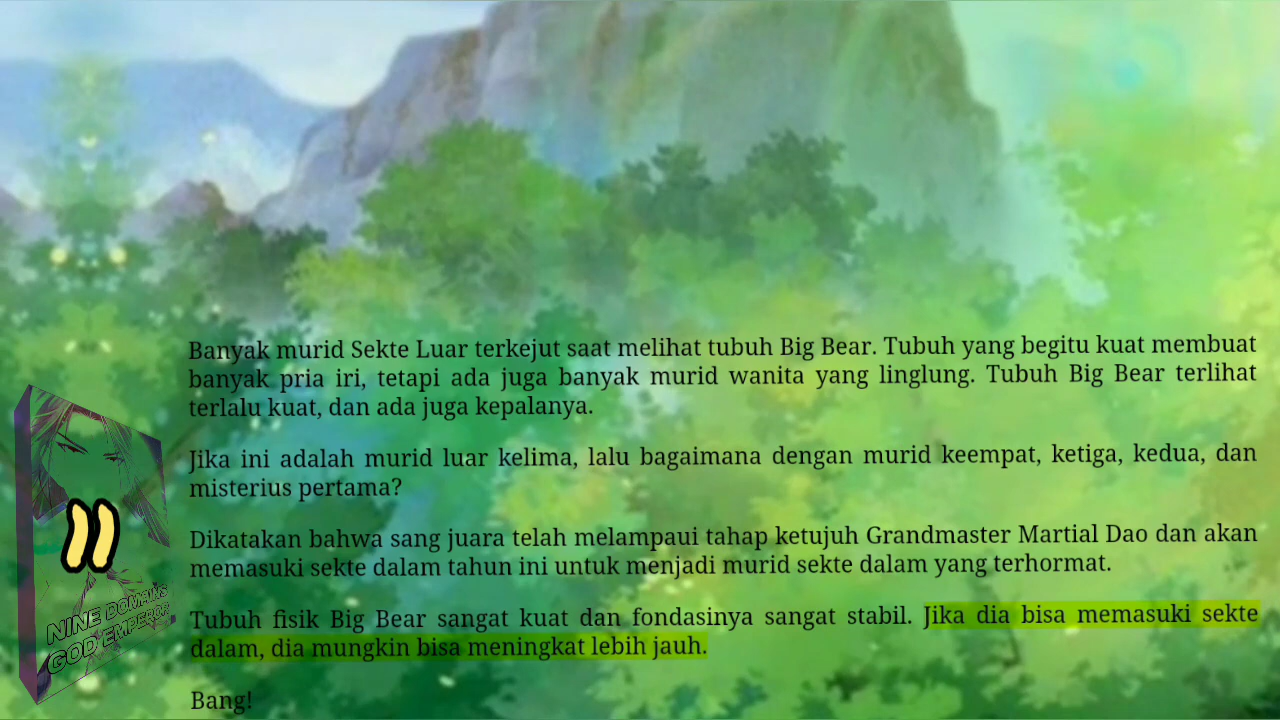 Banyak murid Sekte Luar terkejut saat melihat tubuh Big Bear. Tubuh yang begitu kuat membuat
banyak pria iri, tetapi ada juga banyak murid wanita yang linglung. Tubuh Big Bear terlihat
terlalu kuat, dan ada juga kepalanya.
Jika ini adalah murid luar kelima, lalu bagaimana dengan murid keempat, ketiga, kedua, dan
misterius pertama?
Dikatakan bahwa sang juara telah melampaui tahap ketujuh Grandmaster Martial Dao dan akan
memasuki sekte dalam tahun ini untuk menjadi murid sekte dalam yang terhormat.
Tubuh fisik Big Bear sangat kuat dan fondasinya sangat stabil. Jika dia bisa memasuki sekte
dalam, dia mungkin bisa meningkat lebih jauh.
Bang!
NINE DOMAINS
GOD EMPEROR